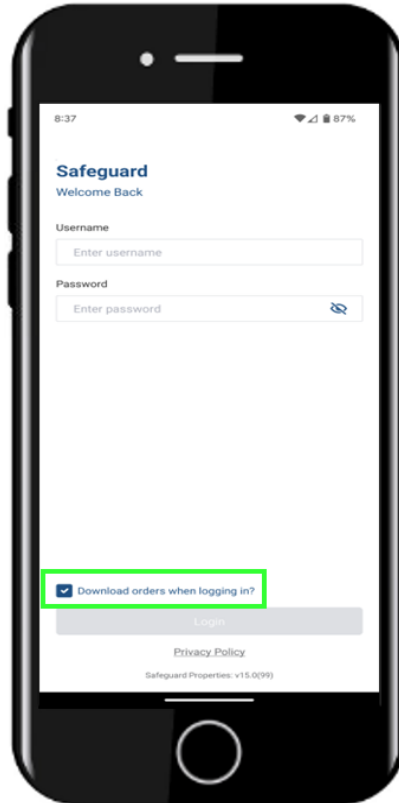 8:37 87%
Safeguard
Welcome Back
Username
Enter username
Password
Enter password
Download orders when logging in?
Login
Privacy Policy
Safeguard Properties: v15.0(99)